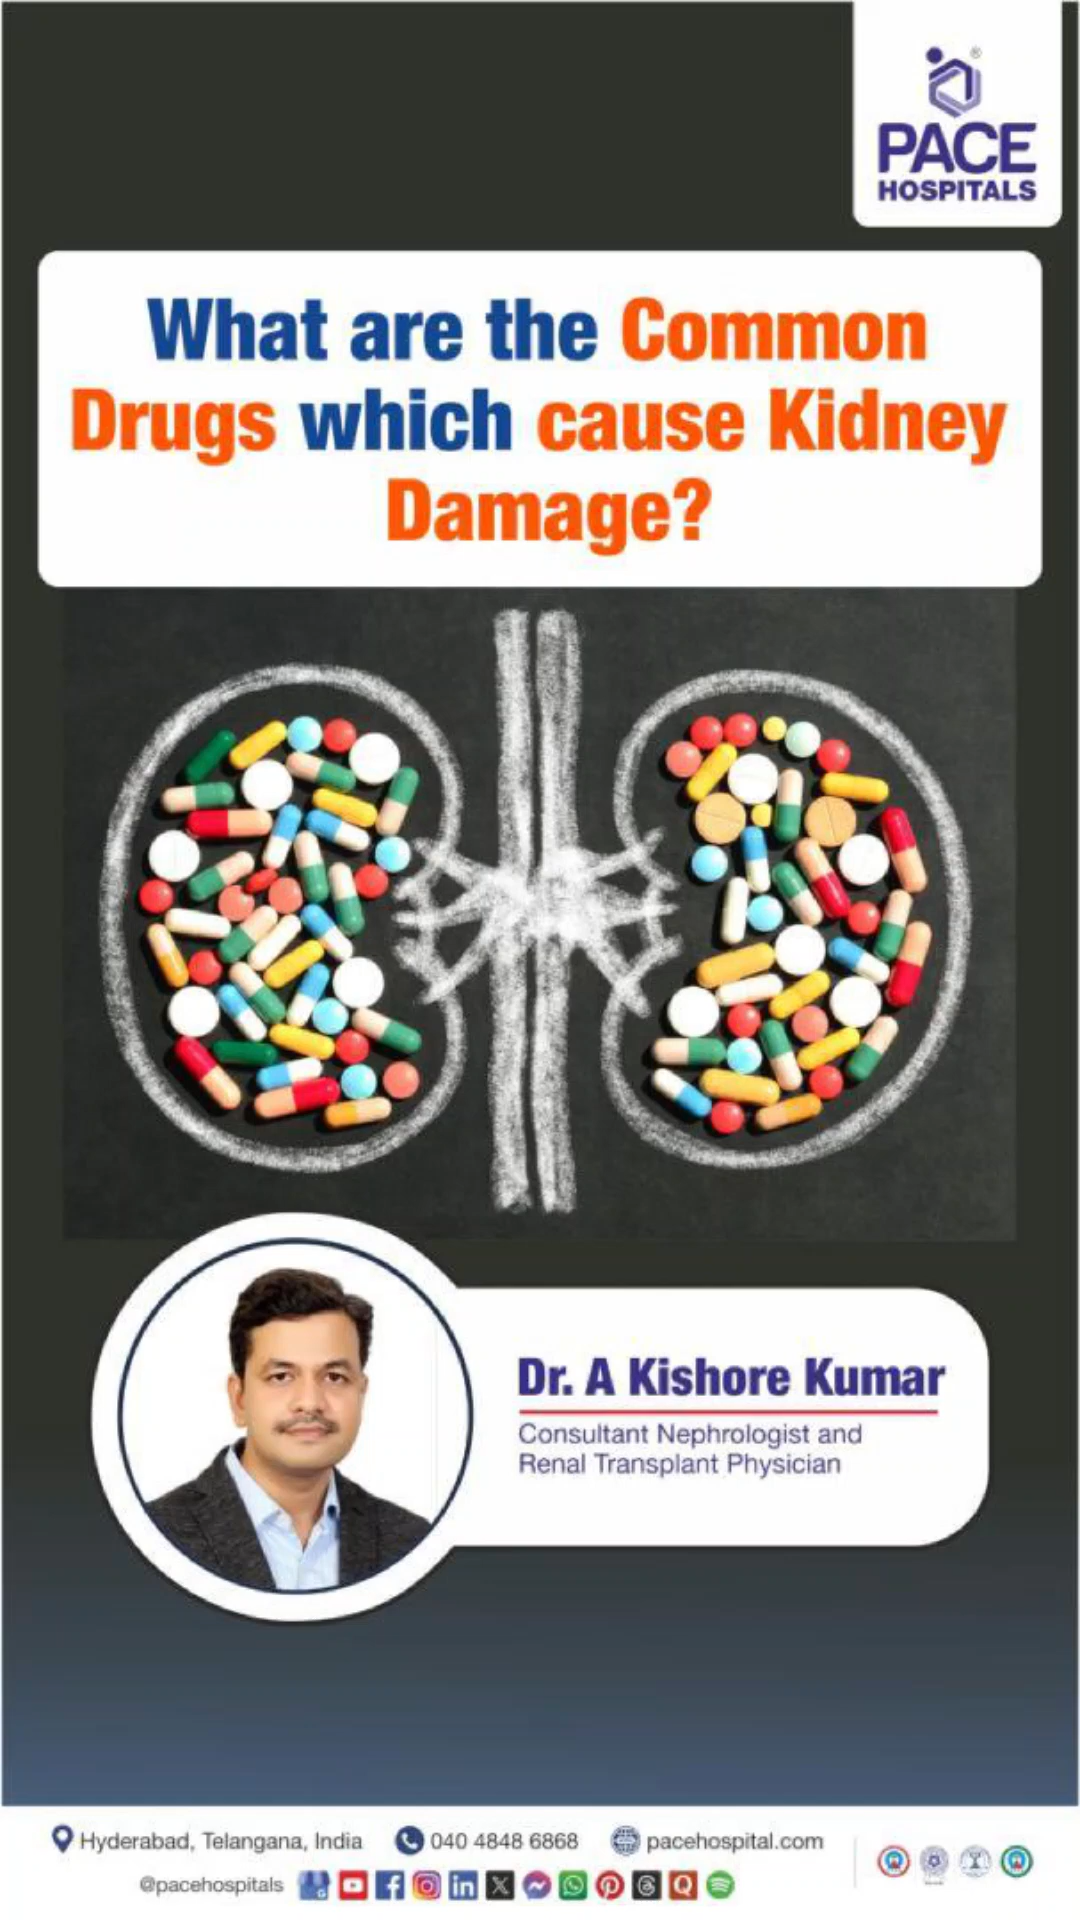 PACE
HOSPITALS
What are the Common
Drugs which cause Kidney
Damage?
Dr. A Kishore Kumar
Consultant Nephrologist and
Renal Transplant Physician
Hyderabad, Telangana, India 040 4848 6868 pacehospital.com
@pacehospitals